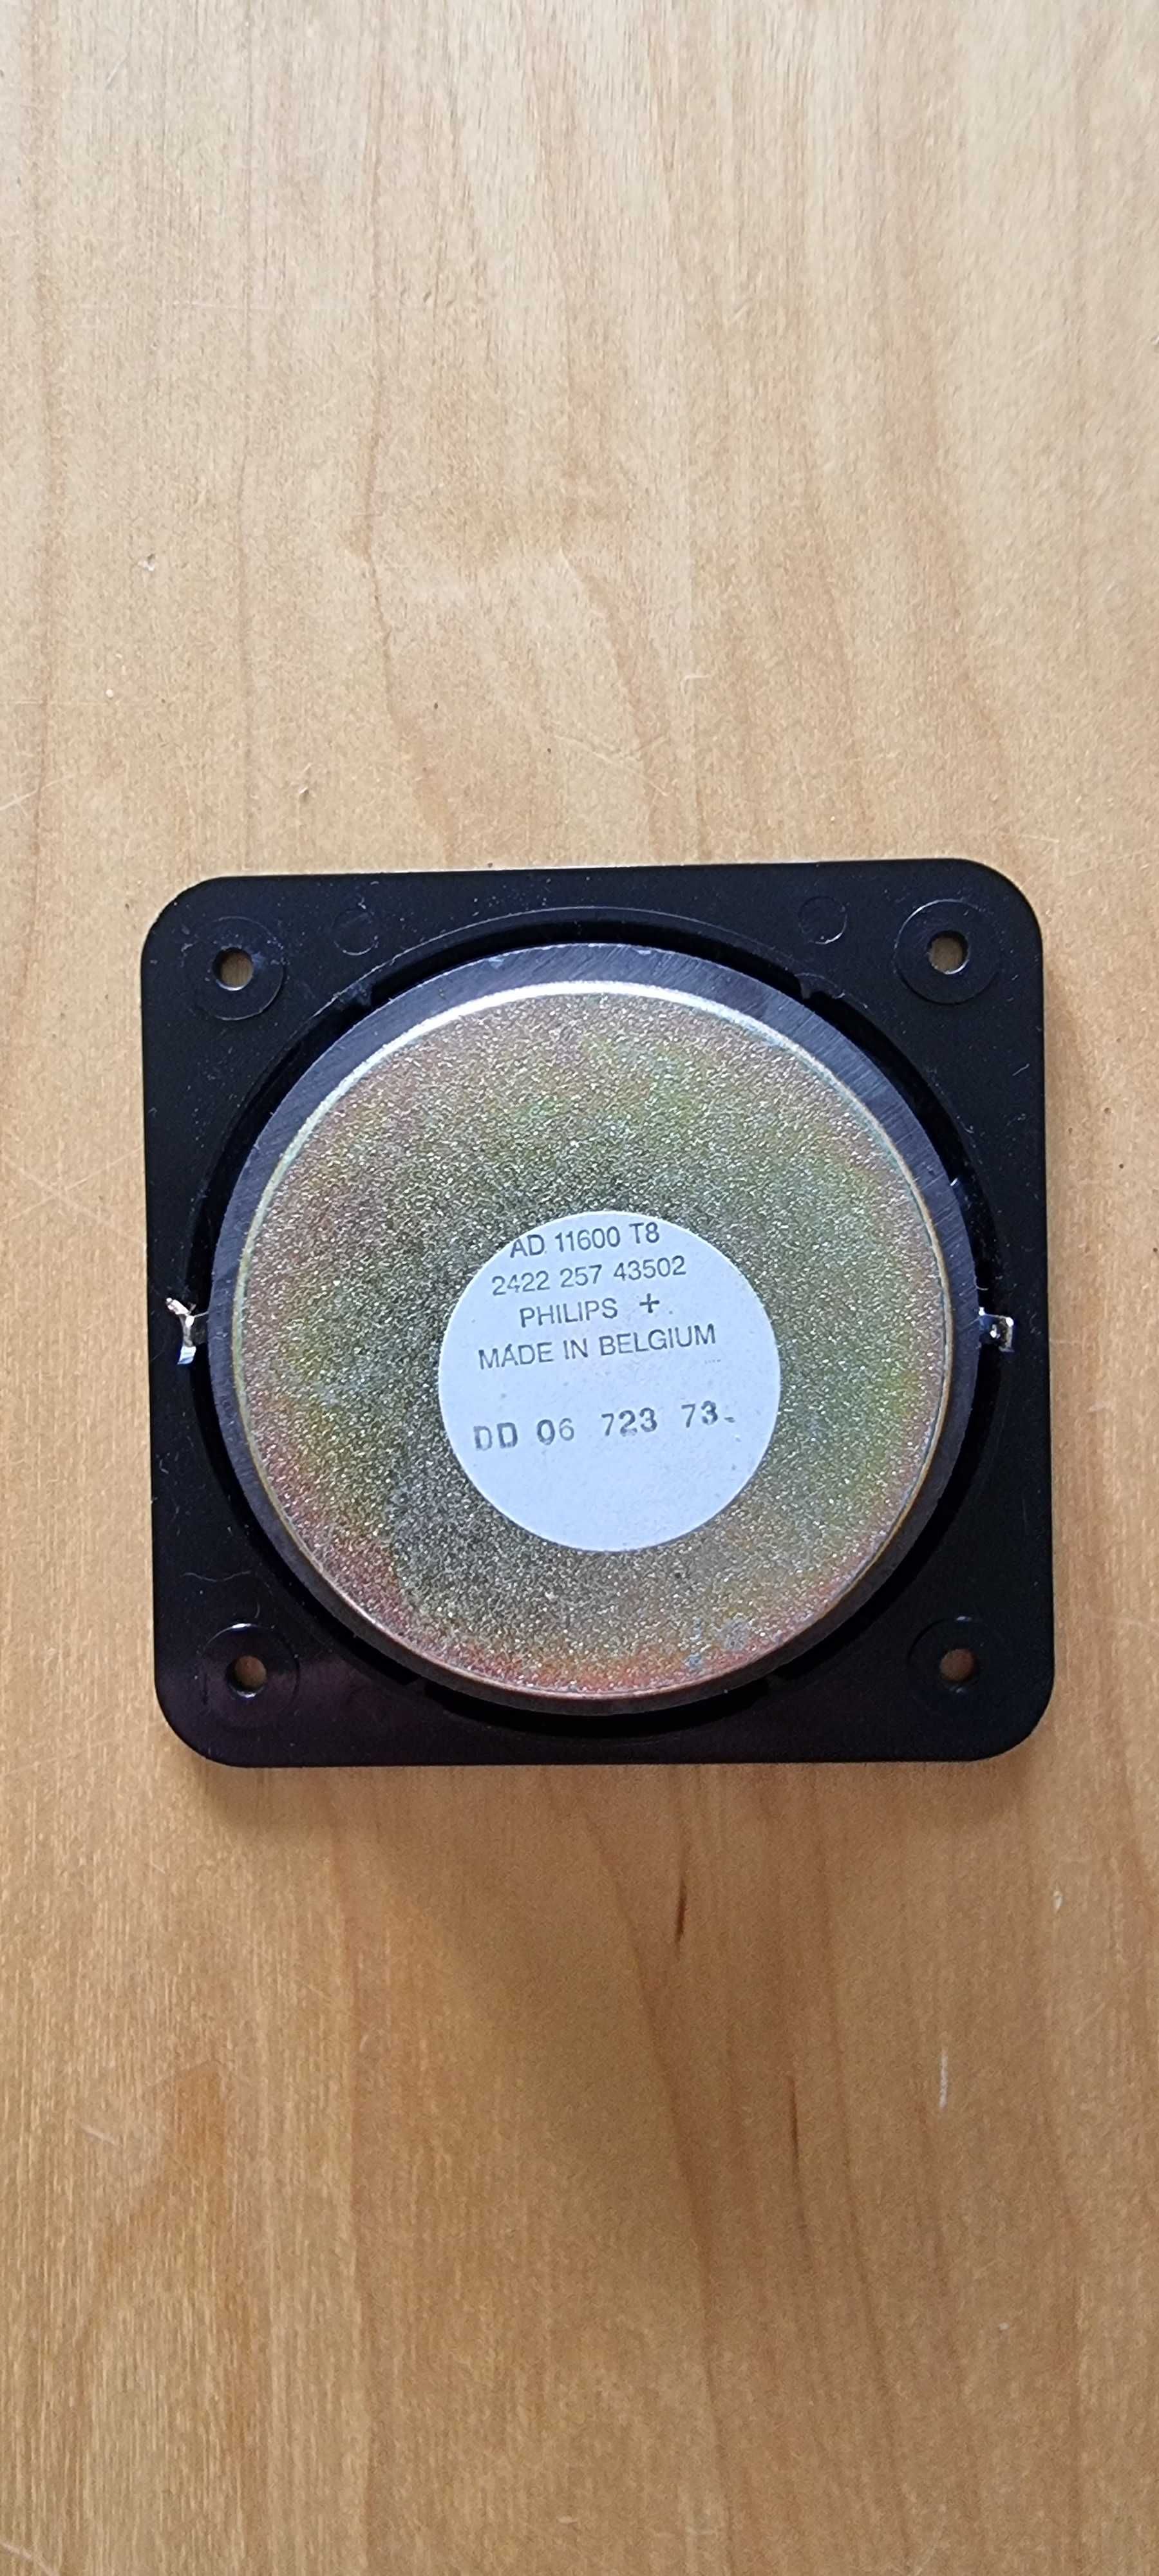 AD 11600 T8
2422 257 43502
PHILIPS +
MADE IN BELGIUM
DD 06 723 73